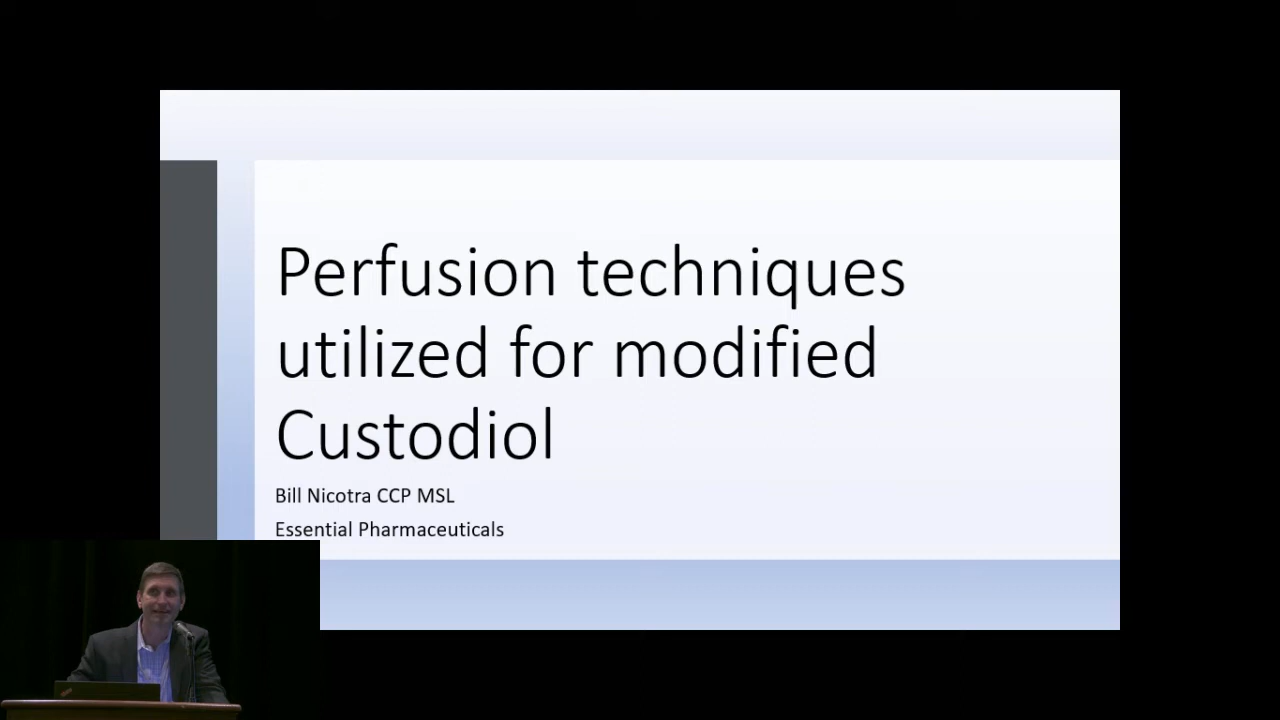 Perfusion techniques
utilized for modified
Custodiol
Bill Nicotra CCP MSL
Essential Pharmaceuticals